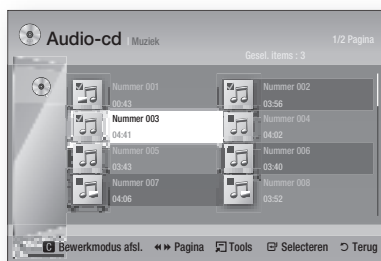 Audio-cd | Muziek
1/2 Pagina
Gesel. items : 3
Nummer 001
00:43
Nummer 002
03:56
Nummer 003
04:41
Nummer 004
04:02
Nummer 005
03:43
Nummer 006
03:40
Nummer 007
04:06
Nummer 008
03:52
C Bewerkmodus afsl. Pagina Tools Selecteren Terug